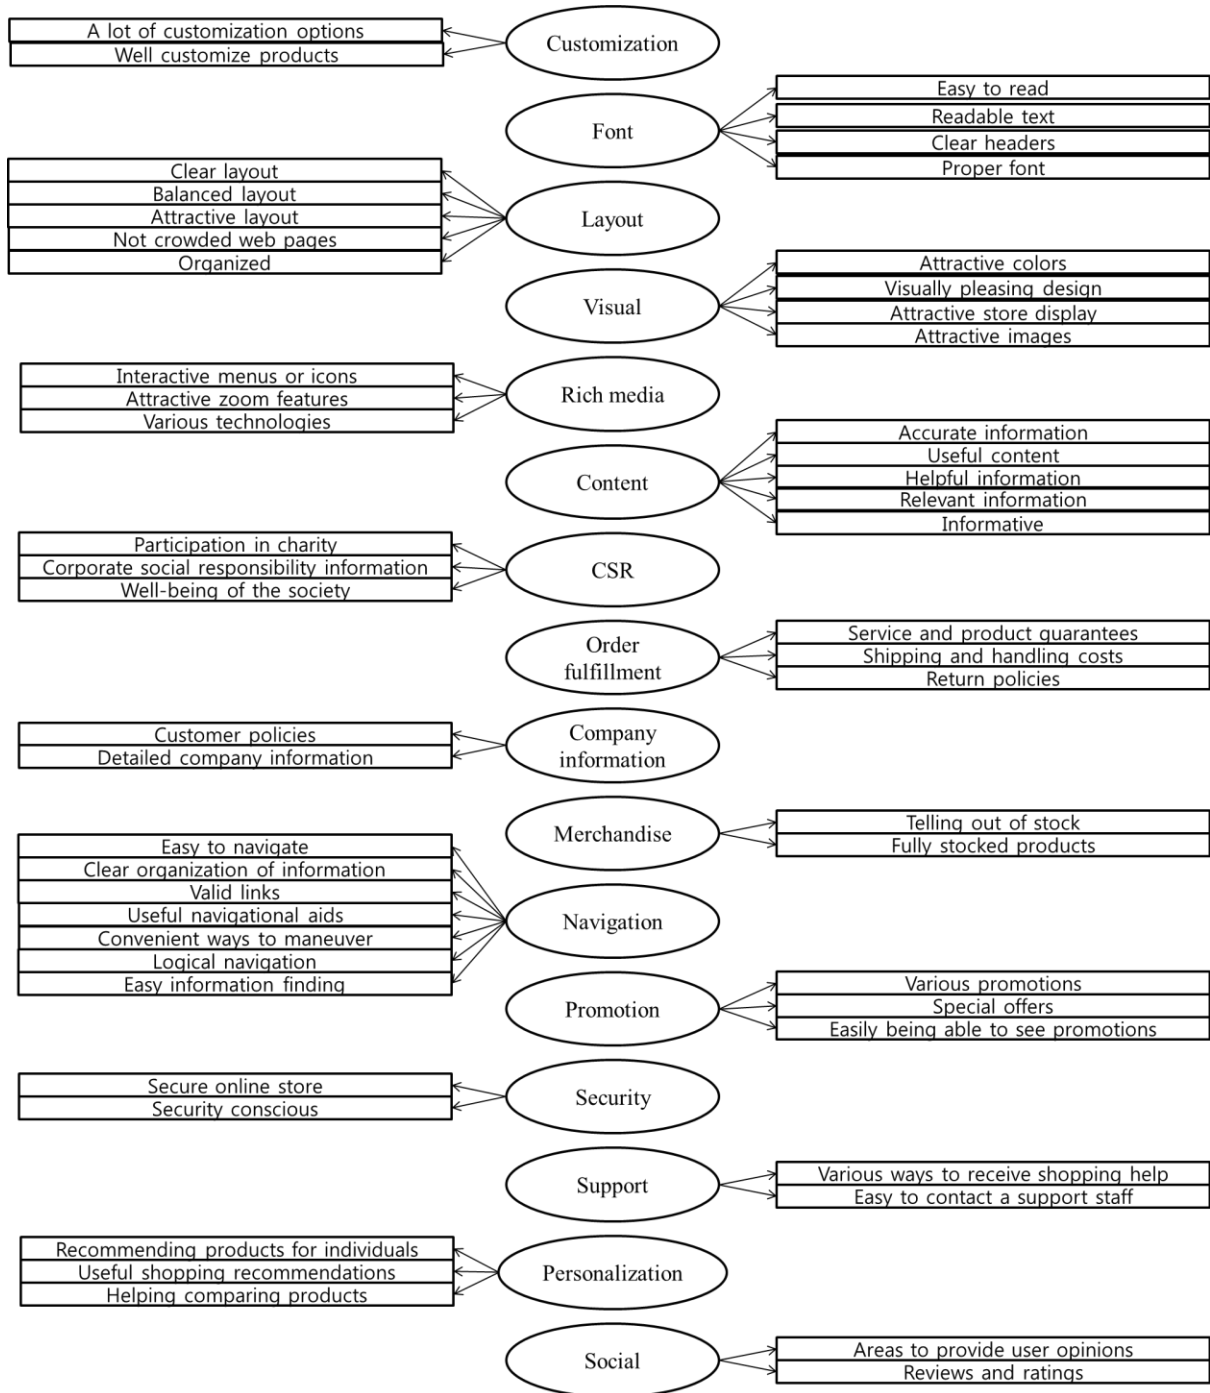 A lot of customization options
Well customize products
Customization
Easy to read
Readable text
Clear headers
Proper font
Font
Clear layout
Balanced layout
Attractive layout
Not crowded web pages
Organized
Layout
Attractive colors
Visually pleasing design
Attractive store display
Attractive images
Visual
Interactive menus or icons
Attractive zoom features
Various technologies
Rich media
Accurate information
Useful content
Helpful information
Relevant information
Informative
Content
Participation in charity
Corporate social responsibility information
Well-being of the society
CSR
Service and product guarantees
Shipping and handling costs
Return policies
Order
fulfillment
Customer policies
Detailed company information
Company
information
Telling out of stock
Fully stocked products
Merchandise
Easy to navigate
Clear organization of information
Valid links
Useful navigational aids
Convenient ways to maneuver
Logical navigation
Easy information finding
Navigation
Various promotions
Special offers
Easily being able to see promotions
Promotion
Secure online store
Security conscious
Security
Various ways to receive shopping help
Easy to contact a support staff
Support
Recommending products for individuals
Useful shopping recommendations
Helping comparing products
Personalization
Areas to provide user opinions
Reviews and ratings
Social